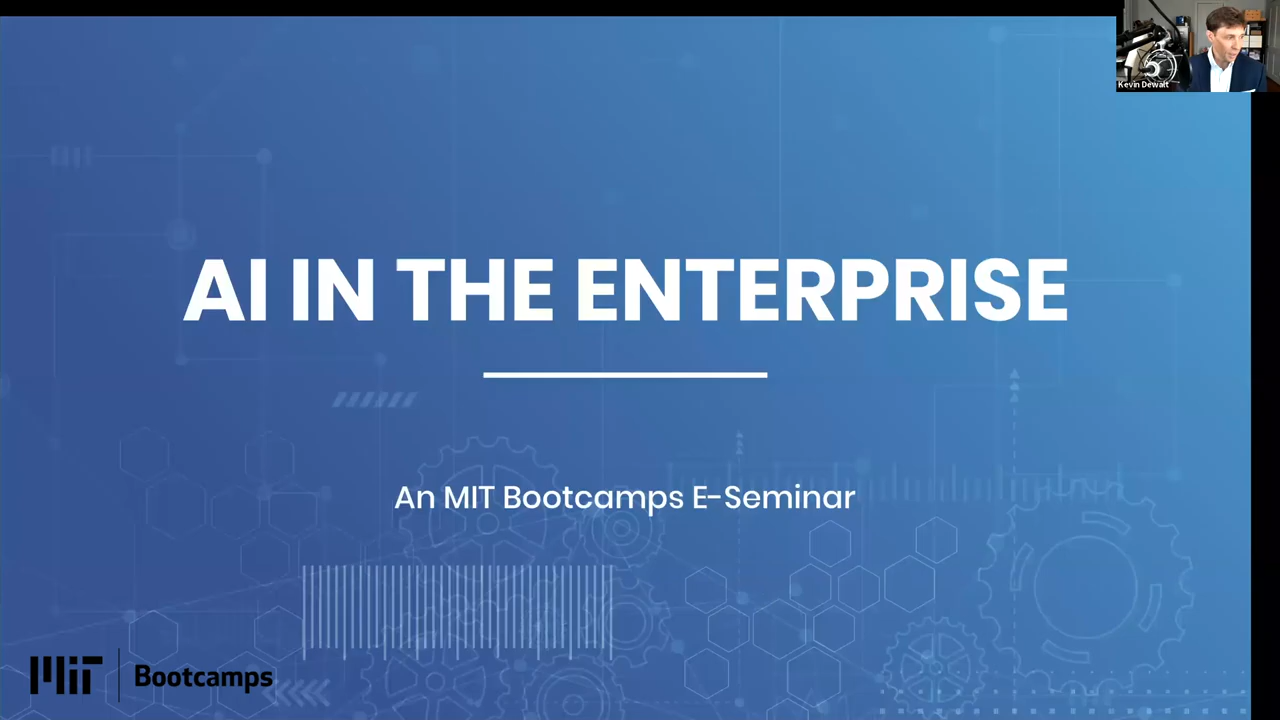 Kevin Dewalt
AI IN THE ENTERPRISE
An MIT Bootcamps E-Seminar
MIT Bootcamps